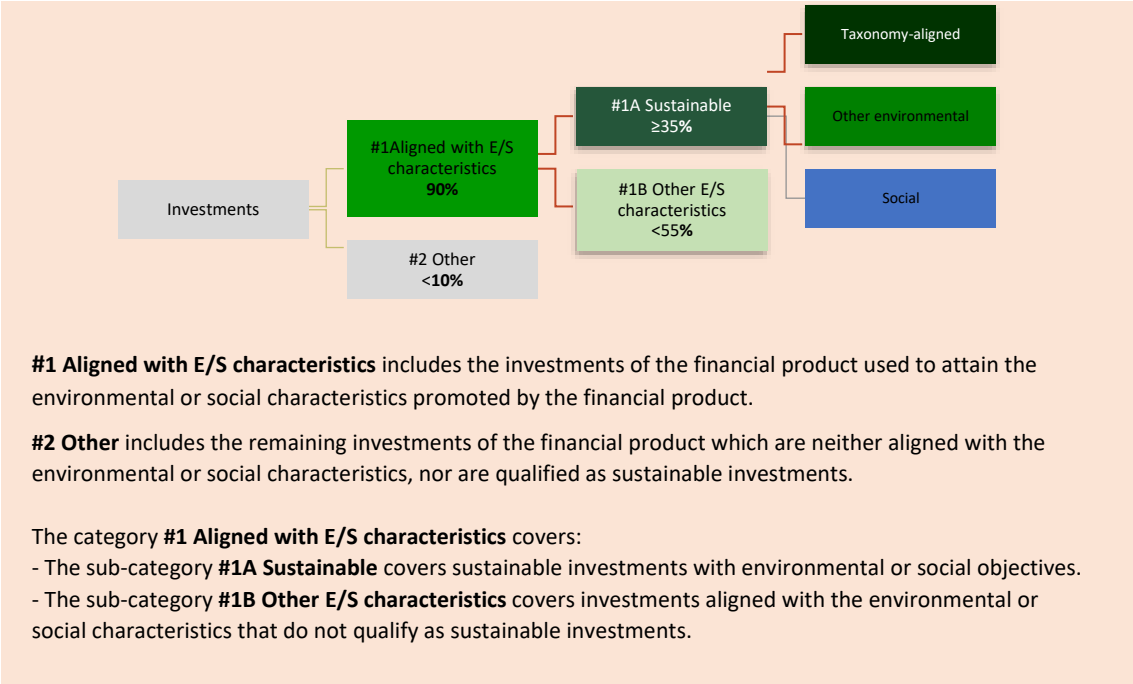 Taxonomy-aligned
#1A Sustainable
≥35%
Other environmental
#1Aligned with E/S
characteristics
90%
#1B Other E/S
characteristics
<55%
Investments
Social
#2 Other
<10%
#1 Aligned with E/S characteristics includes the investments of the financial product used to attain the
environmental or social characteristics promoted by the financial product.
#2 Other includes the remaining investments of the financial product which are neither aligned with the
environmental or social characteristics, nor are qualified as sustainable investments.
The category #1 Aligned with E/S characteristics covers:
- The sub-category #1A Sustainable covers sustainable investments with environmental or social objectives.
- The sub-category #1B Other E/S characteristics covers investments aligned with the environmental or
social characteristics that do not qualify as sustainable investments.